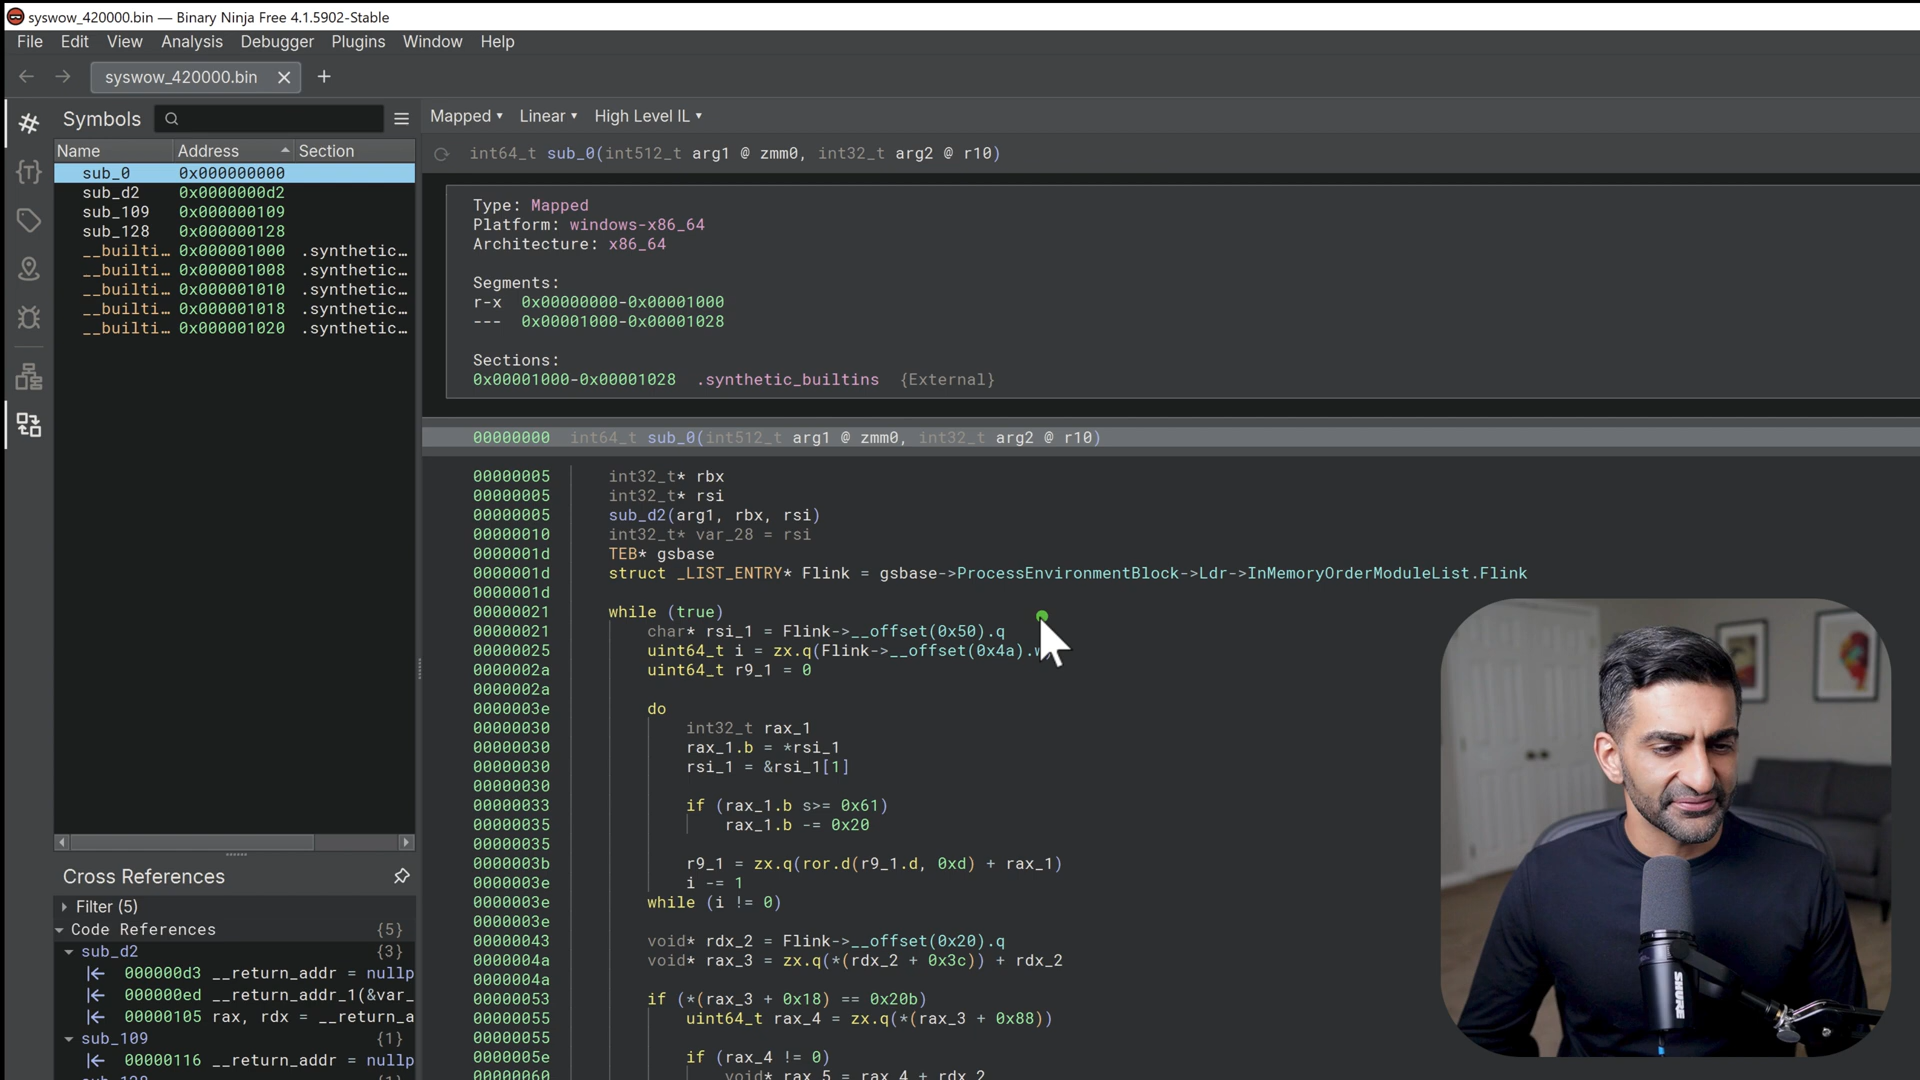 syswow_420000.bin — Binary Ninja Free 4.1.5902-Stable
File Edit View Analysis Debugger Plugins Window Help
syswow_420000.bin
Symbols
Name Address Section
sub_0 0x000000000
sub_d2 0x0000000d2
sub_109 0x000000109
sub_128 0x000000128
__builti… 0x000001000 .synthetic…
__builti… 0x000001008 .synthetic…
__builti… 0x000001010 .synthetic…
__builti… 0x000001018 .synthetic…
__builti… 0x000001020 .synthetic…
Cross References
Filter (5)
Code References {5}
sub_d2 {3}
000000d3 __return_addr = nullp
000000ed __return_addr_1(&var_
00000105 rax, rdx = __return_a
sub_109 {1}
00000116 __return_addr = nullp
Mapped Linear High Level IL
int64_t sub_0(int512_t arg1 @ zmm0, int32_t arg2 @ r10)
Type: Mapped
Platform: windows-x86_64
Architecture: x86_64
Segments:
r-x 0x00000000-0x00001000
--- 0x00001000-0x00001028
Sections:
0x00001000-0x00001028 .synthetic_builtins {External}
00000000 int64_t sub_0(int512_t arg1 @ zmm0, int32_t arg2 @ r10)
00000005 int32_t* rbx
00000005 int32_t* rsi
00000005 sub_d2(arg1, rbx, rsi)
00000010 int32_t* var_28 = rsi
0000001d TEB* gsbase
0000001d struct _LIST_ENTRY* Flink = gsbase->ProcessEnvironmentBlock->Ldr->InMemoryOrderModuleList.Flink
0000001d
00000021 while (true)
00000021 char* rsi_1 = Flink->__offset(0x50).q
00000025 uint64_t i = zx.q(Flink->__offset(0x4a).
0000002a uint64_t r9_1 = 0
0000002a
0000003e do
00000030 int32_t rax_1
00000030 rax_1.b = *rsi_1
00000030 rsi_1 = &rsi_1[1]
00000030
00000033 if (rax_1.b s>= 0x61)
00000035 rax_1.b -= 0x20
00000035
0000003b r9_1 = zx.q(ror.d(r9_1.d, 0xd) + rax_1)
0000003e i -= 1
0000003e while (i != 0)
0000003e
00000043 void* rdx_2 = Flink->__offset(0x20).q
0000004a void* rax_3 = zx.q(*(rdx_2 + 0x3c)) + rdx_2
0000004a
00000053 if (*(rax_3 + 0x18) == 0x20b)
00000055 uint64_t rax_4 = zx.q(*(rax_3 + 0x88))
00000055
0000005e if (rax_4 != 0)
00000060 void* rax_5 = rax_4 + rdx_2
SHURE